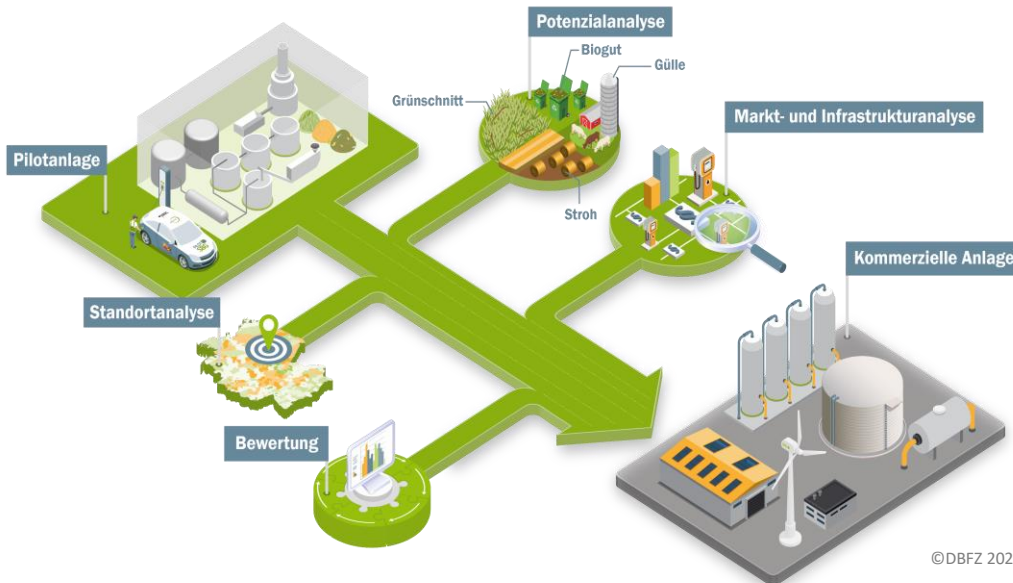 Potenzialanalyse
Biogut
Gülle
Grünschnitt
Stroh
Markt- und Infrastrukturanalyse
Pilotanlage
Kommerzielle Anlage
Standortanalyse
Bewertung
©DBFZ 202